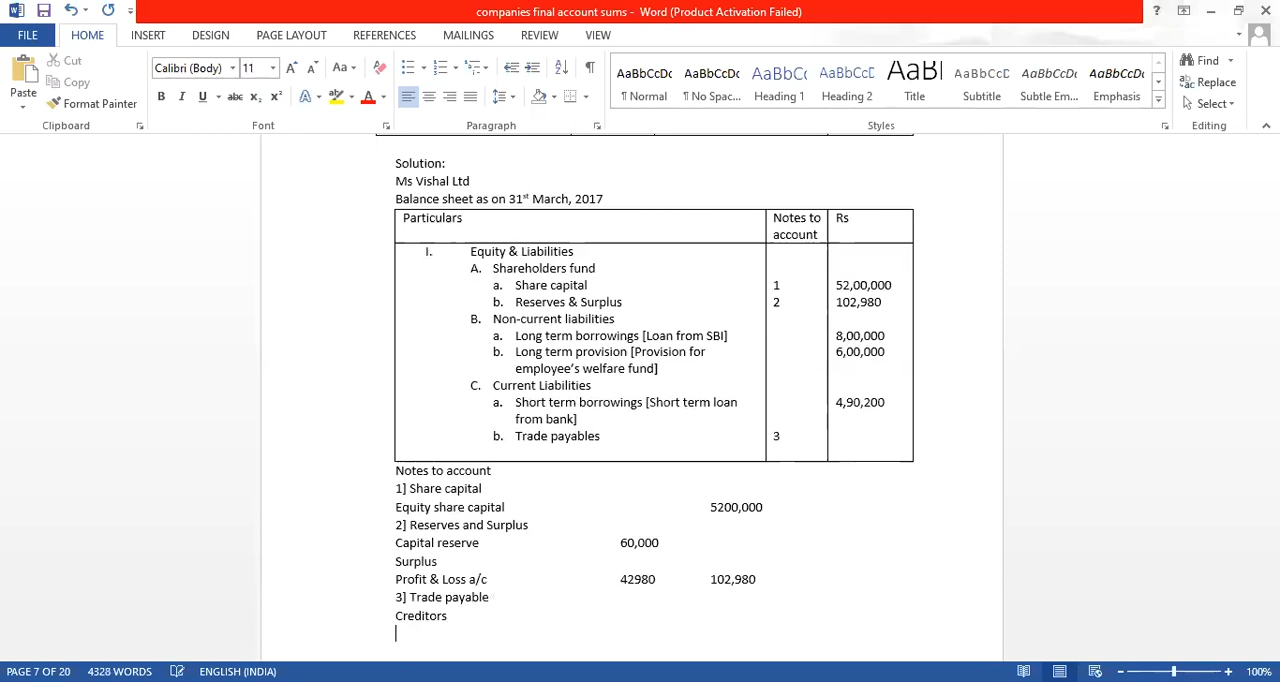 companies final account sums - Word (Product Activation Failed)
FILE HOME INSERT DESIGN PAGE LAYOUT REFERENCES MAILINGS REVIEW VIEW
Paste
Cut
Copy
Format Painter
Clipboard
Calibri (Body) 11
Font
Paragraph
AaBbCcDc AaBbCcDc AaBbCc AaBbCcC AaBl AaBbCcC AaBbCcDc AaBbCcDc
¶ Normal ¶ No Spac... Heading 1 Heading 2 Title Subtitle Subtle Em... Emphasis
Styles
Find
Replace
Select
Editing
Solution:
Ms Vishal Ltd
Balance sheet as on 31st March, 2017
Particulars Notes to account Rs
I. Equity & Liabilities
A. Shareholders fund
a. Share capital 1 52,00,000
b. Reserves & Surplus 2 102,980
B. Non-current liabilities
a. Long term borrowings [Loan from SBI] 8,00,000
b. Long term provision [Provision for 6,00,000
employee's welfare fund]
C. Current Liabilities
a. Short term borrowings [Short term loan 4,90,200
from bank]
b. Trade payables 3
Notes to account
1] Share capital
Equity share capital 5200,000
2] Reserves and Surplus
Capital reserve 60,000
Surplus
Profit & Loss a/c 42980 102,980
3] Trade payable
Creditors
PAGE 7 OF 20 4328 WORDS ENGLISH (INDIA) 100%